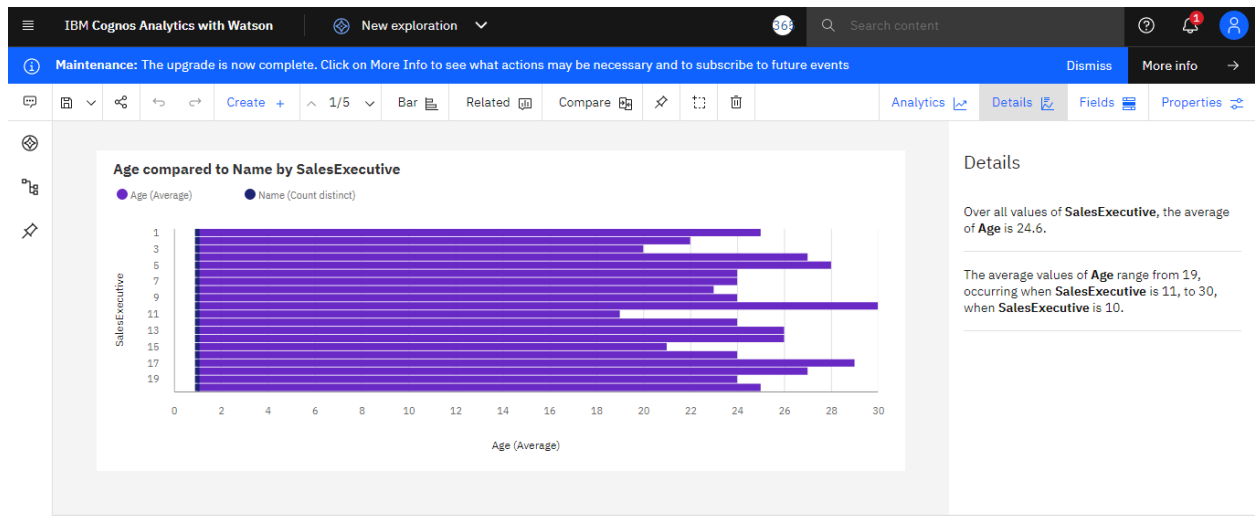 IBM Cognos Analytics with Watson
New exploration
365
Search content
1
Maintenance: The upgrade is now complete. Click on More Info to see what actions may be necessary and to subscribe to future events
Dismiss
More info
Create +
1/5
Bar
Related
Compare
Analytics
Details
Fields
Properties
Age compared to Name by SalesExecutive
Age (Average)
Name (Count distinct)
SalesExecutive
1
3
5
7
9
11
13
15
17
19
0 2 4 6 8 10 12 14 16 18 20 22 24 26 28 30
Age (Average)
Details
Over all values of SalesExecutive, the average
of Age is 24.6.
The average values of Age range from 19,
occurring when SalesExecutive is 11, to 30,
when SalesExecutive is 10.